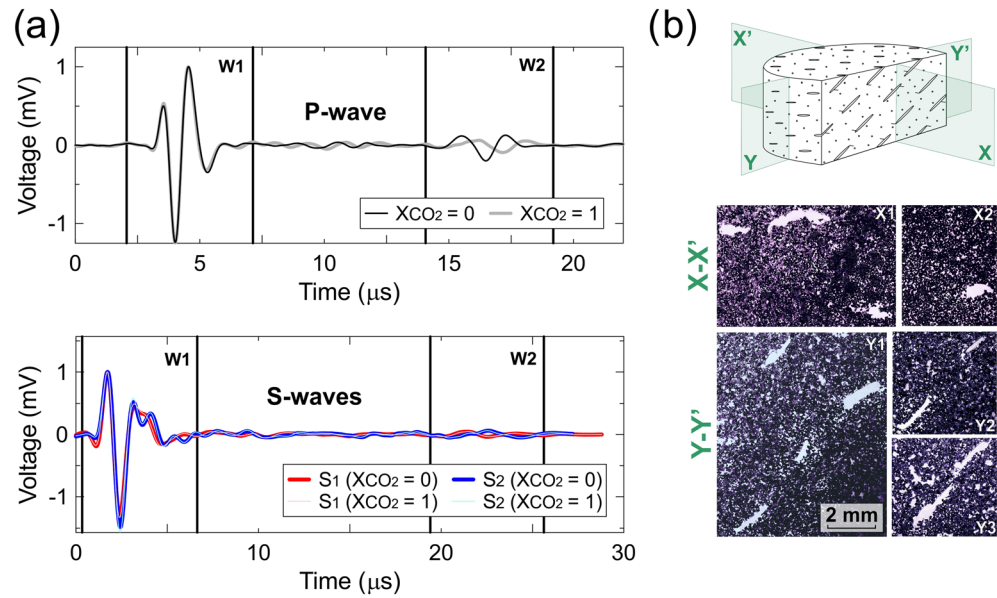 (a)
1
0
-1
Voltage (mV)
W1
W2
P-wave
XCO2 = 0
XCO2 = 1
0
5
10
15
20
Time (μs)
1
0
-1
Voltage (mV)
W1
W2
S-waves
S1 (XCO2 = 0)
S2 (XCO2 = 0)
S1 (XCO2 = 1)
S2 (XCO2 = 1)
0
10
20
30
Time (μs)
(b)
X’
Y’
Y
X
X-X’
X1
X2
Y-Y’
Y1
Y2
Y3
2 mm